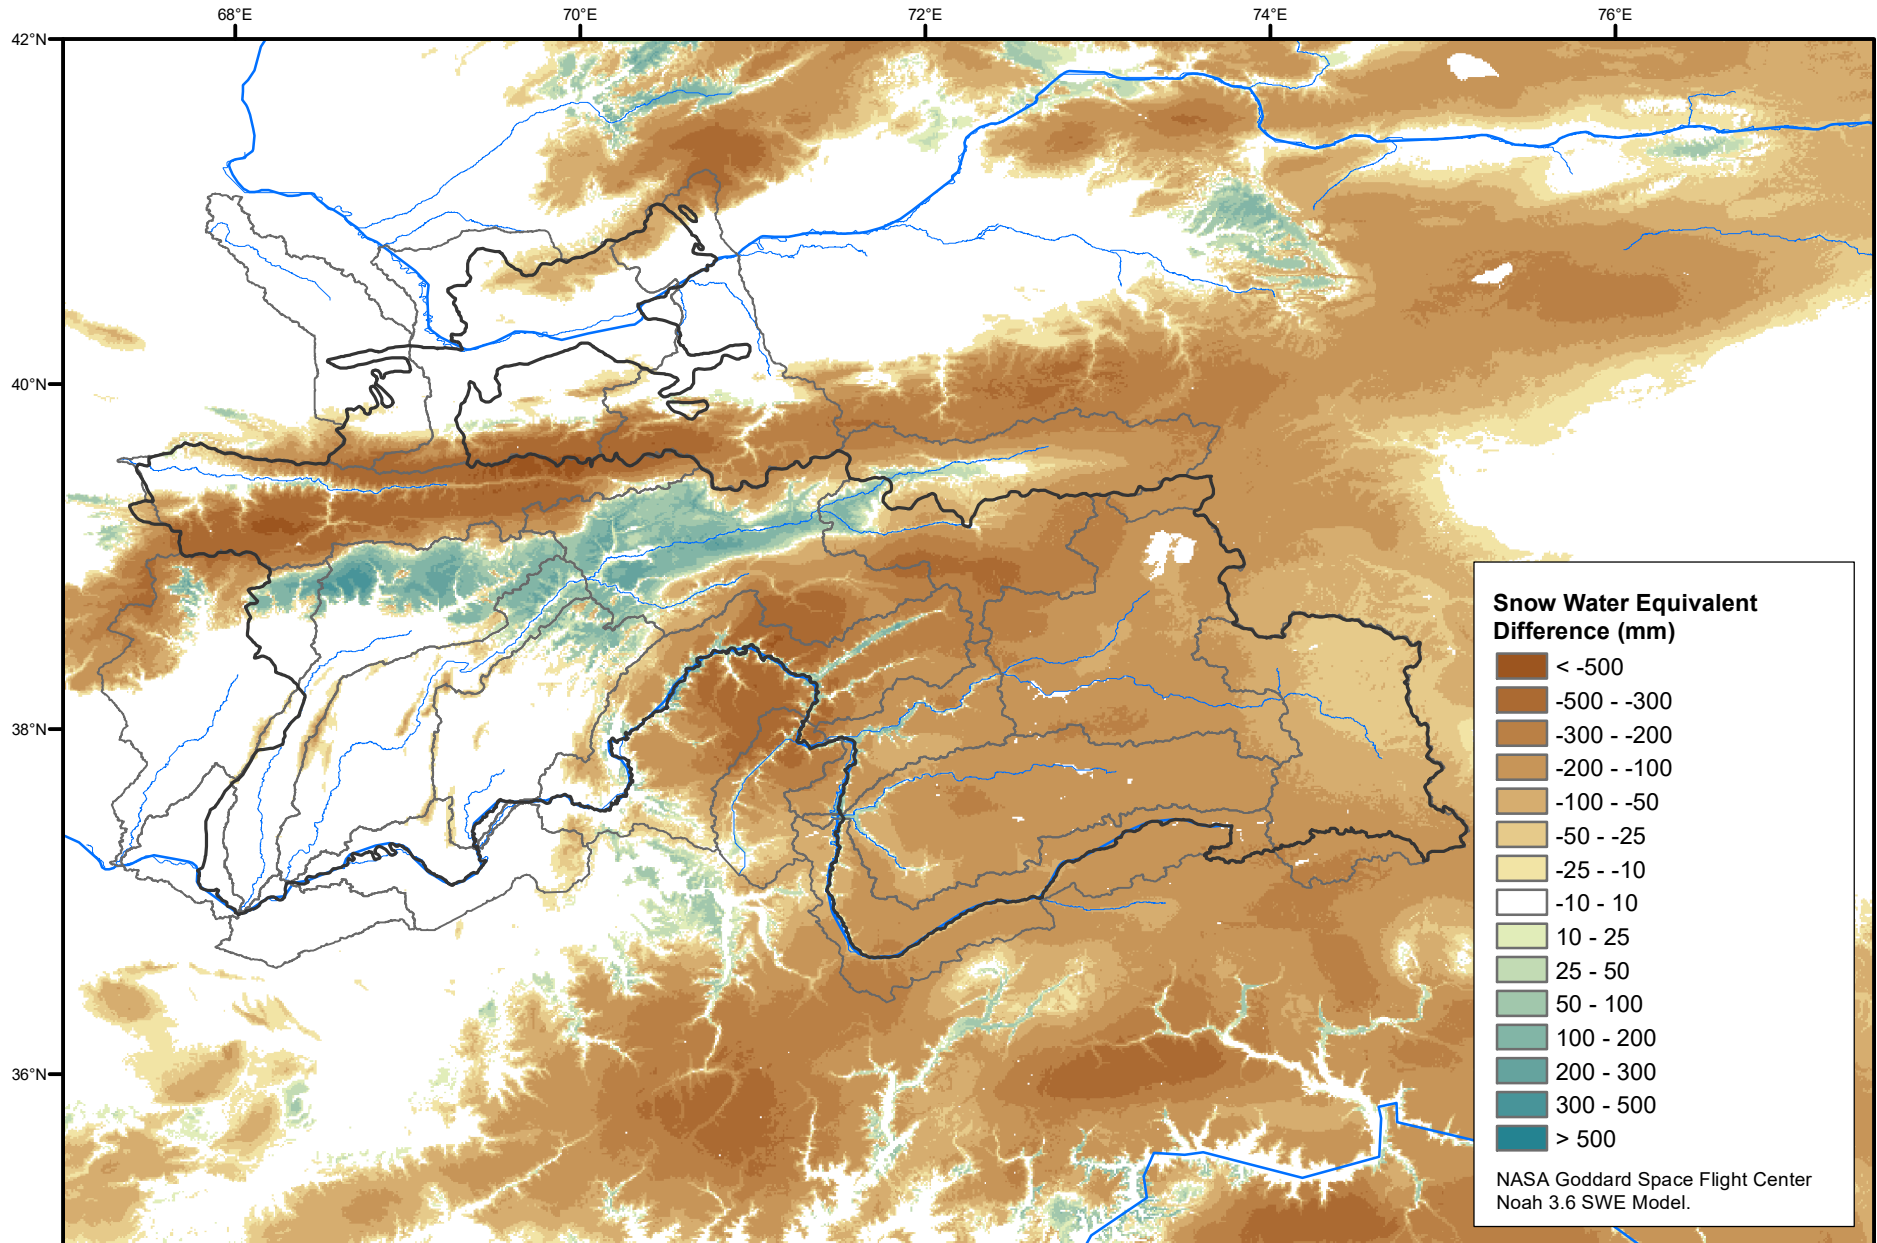 68°E
70°E
72°E
74°E
76°E
42°N
40°N
38°N
36°N
Snow Water Equivalent
Difference (mm)
< -500
-500 - -300
-300 - -200
-200 - -100
-100 - -50
-50 - -25
-25 - -10
-10 - 10
10 - 25
25 - 50
50 - 100
100 - 200
200 - 300
300 - 500
> 500
NASA Goddard Space Flight Center
Noah 3.6 SWE Model.